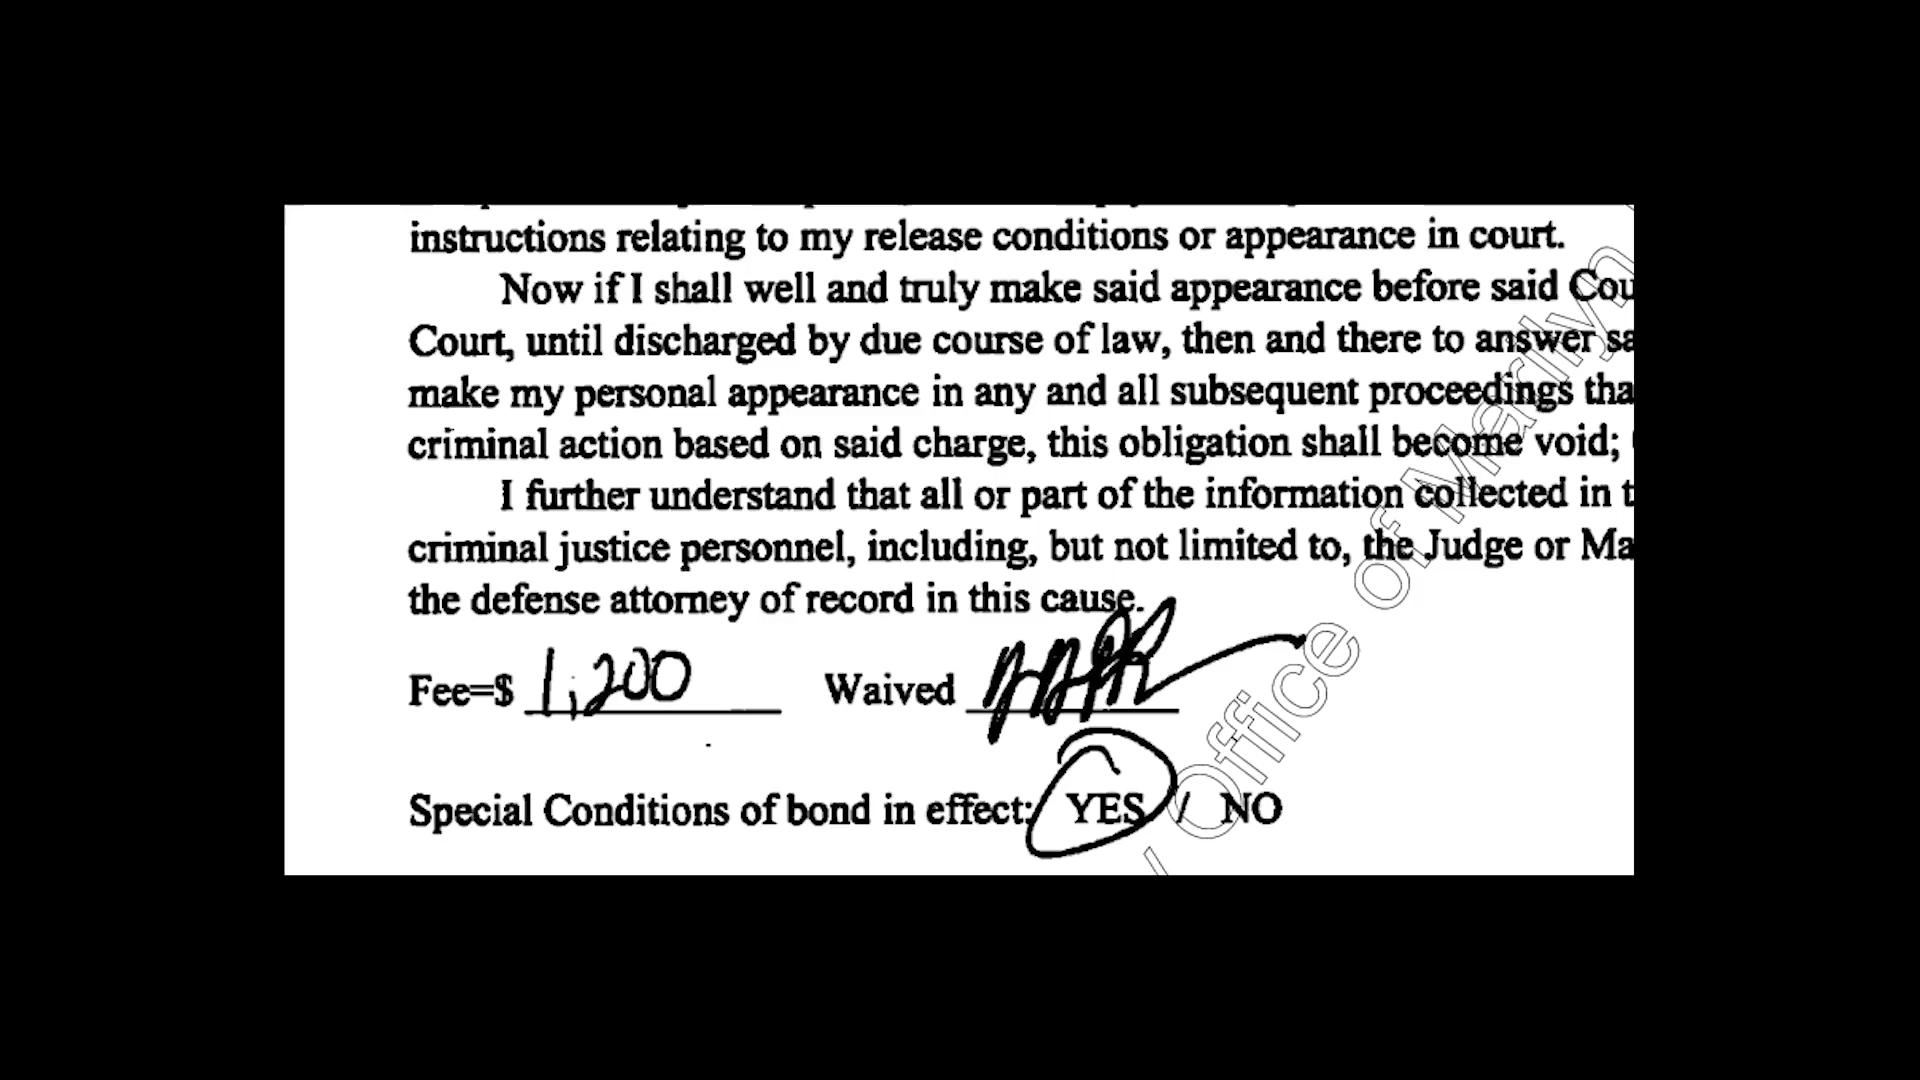 instructions relating to my release conditions or appearance in court.
Now if I shall well and truly make said appearance before said Cou
Court, until discharged by due course of law, then and there to answer sa
make my personal appearance in any and all subsequent proceedings tha
criminal action based on said charge, this obligation shall become void;
I further understand that all or part of the information collected in t
criminal justice personnel, including, but not limited to, the Judge or Ma
the defense attorney of record in this cause.
Fee=$ 1,200 Waived
Special Conditions of bond in effect: YES / NO
Office of Marilyn